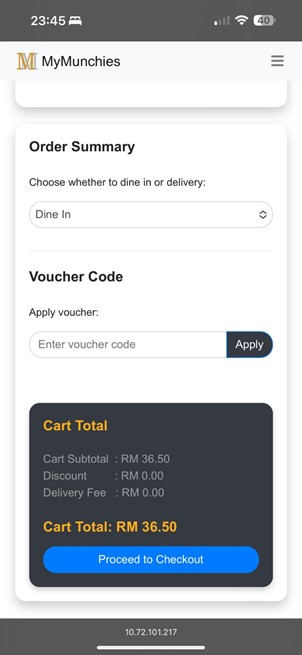 23:45
40
M MyMunchies
Order Summary
Choose whether to dine in or delivery:
Dine In
Voucher Code
Apply voucher:
Enter voucher code Apply
Cart Total
Cart Subtotal : RM 36.50
Discount : RM 0.00
Delivery Fee : RM 0.00
Cart Total: RM 36.50
Proceed to Checkout
10.72.101.217